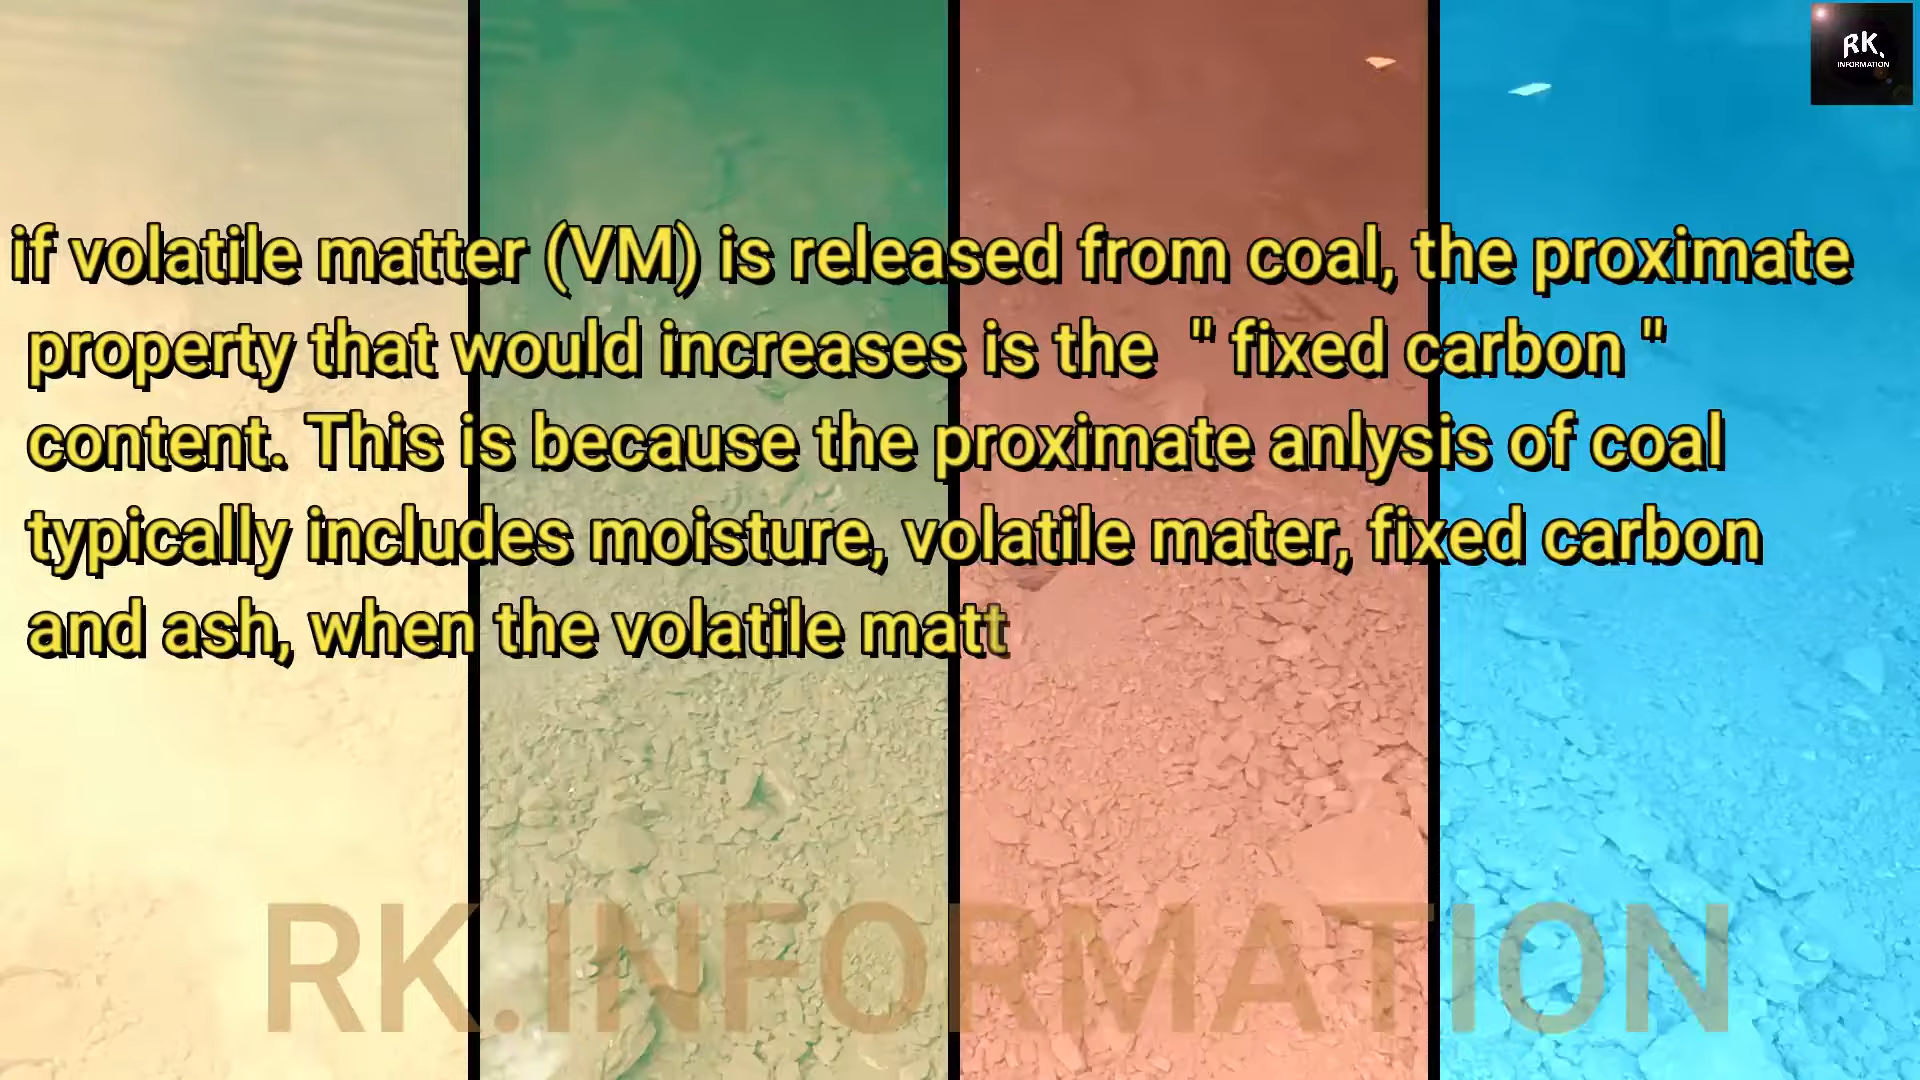 RK.
INFORMATION
if volatile matter (VM) is released from coal, the proximate
property that would increases is the " fixed carbon "
content. This is because the proximate anlysis of coal
typically includes moisture, volatile mater, fixed carbon
and ash, when the volatile matt
RK.INFORMATION